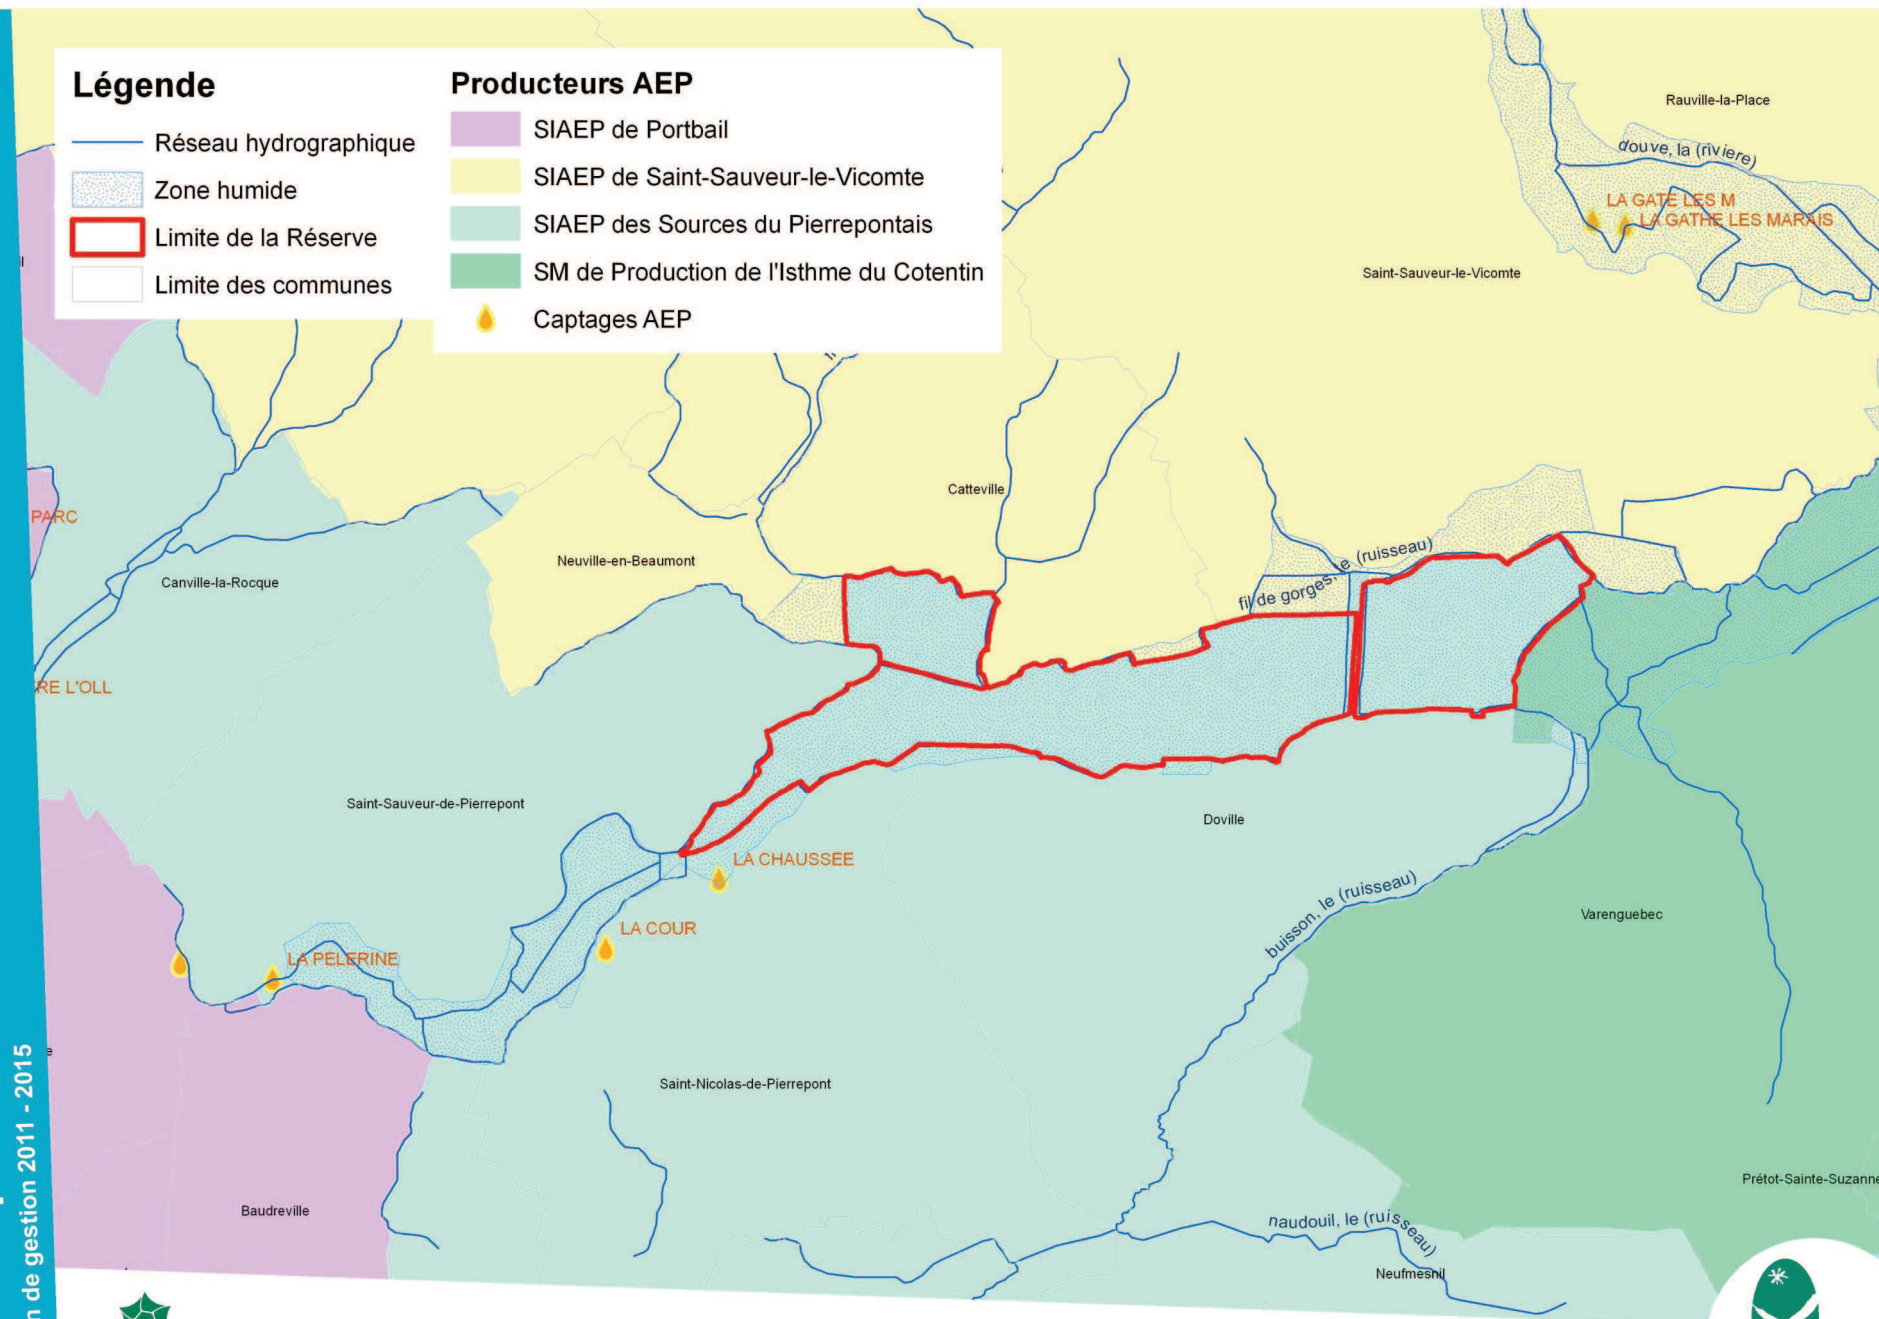 Légende
Réseau hydrographique
Zone humide
Limite de la Réserve
Limite des communes
Producteurs AEP
SIAEP de Portbail
SIAEP de Saint-Sauveur-le-Vicomte
SIAEP des Sources du Pierrepontais
SM de Production de l'Isthme du Cotentin
Captages AEP
Rauville-la-Place
douve, la (riviere)
LA GATE LES M
LA GATHE LES MARAIS
Saint-Sauveur-le-Vicomte
Catteville
PARC
Neuville-en-Beaumont
fil de gorges, le (ruisseau)
Canville-la-Rocque
RE L'OLL
Saint-Sauveur-de-Pierrepont
Doville
LA CHAUSSEE
buisson, le (ruisseau)
Varenguebec
LA COUR
LA PELERINE
Saint-Nicolas-de-Pierrepont
Prétot-Sainte-Suzanne
Baudreville
naudouil, le (ruisseau)
Neufmesnil
n de gestion 2011 - 2015